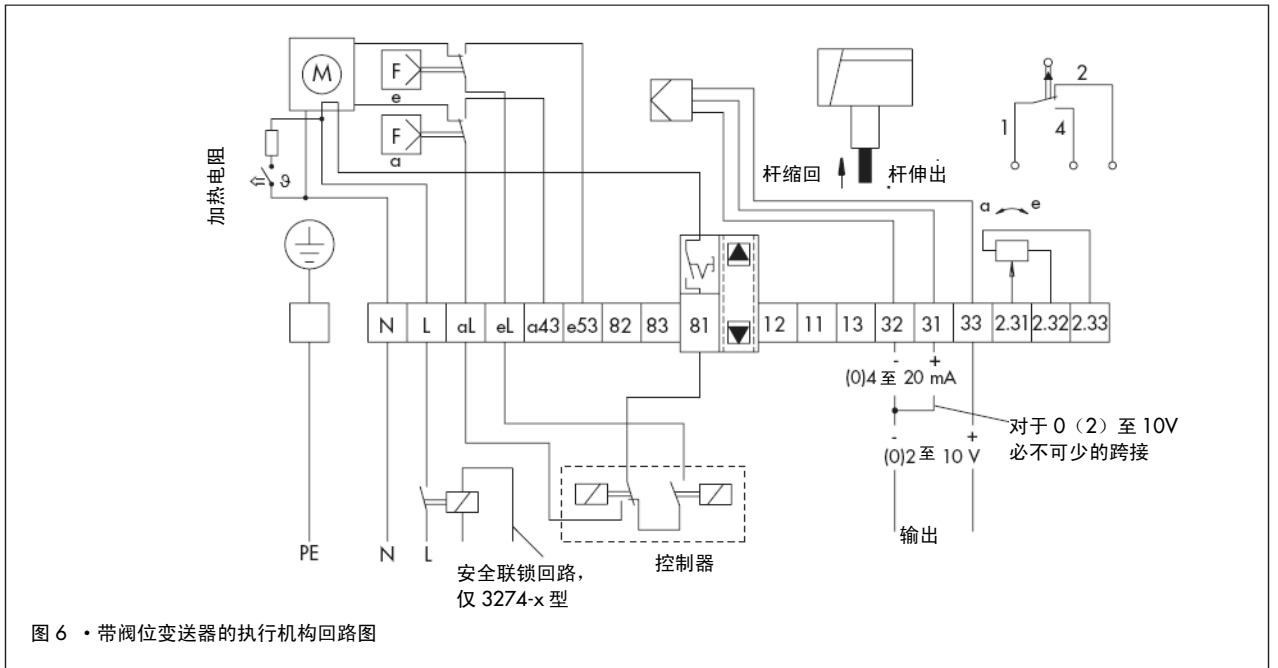 M
F
e
F
a
加热电阻
ϑ
杆缩回
杆伸出
2
1
4
a
e
N L aL eL a43 e53 82 83 81 12 11 13 32 31 33 2.31 2.32 2.33
- +
(0)4 至 20 mA
- +
(0)2 至 10 V
对于 0（2）至 10V
必不可少的跨接
输出
PE N L
安全联锁回路，
仅 3274-x 型
控制器
图 6 · 带阀位变送器的执行机构回路图